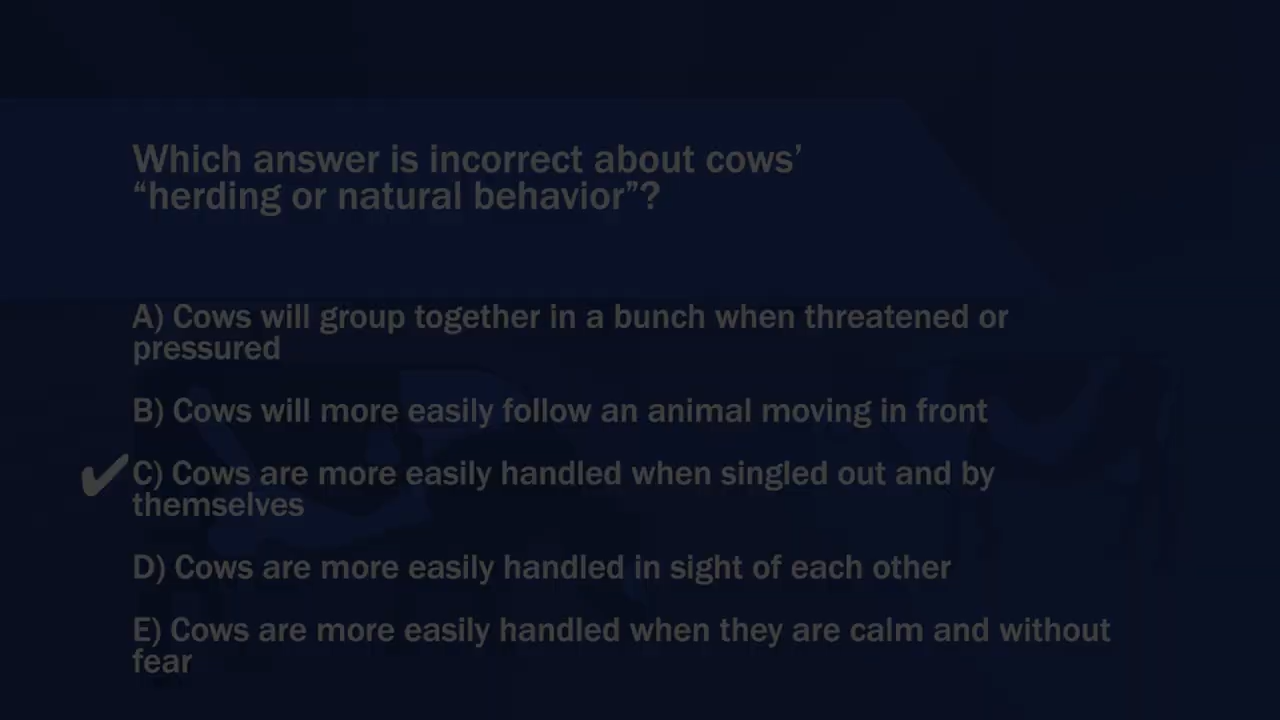 Which answer is incorrect about cows’
“herding or natural behavior”?
A) Cows will group together in a bunch when threatened or
pressured
B) Cows will more easily follow an animal moving in front
✔C) Cows are more easily handled when singled out and by
themselves
D) Cows are more easily handled in sight of each other
E) Cows are more easily handled when they are calm and without
fear